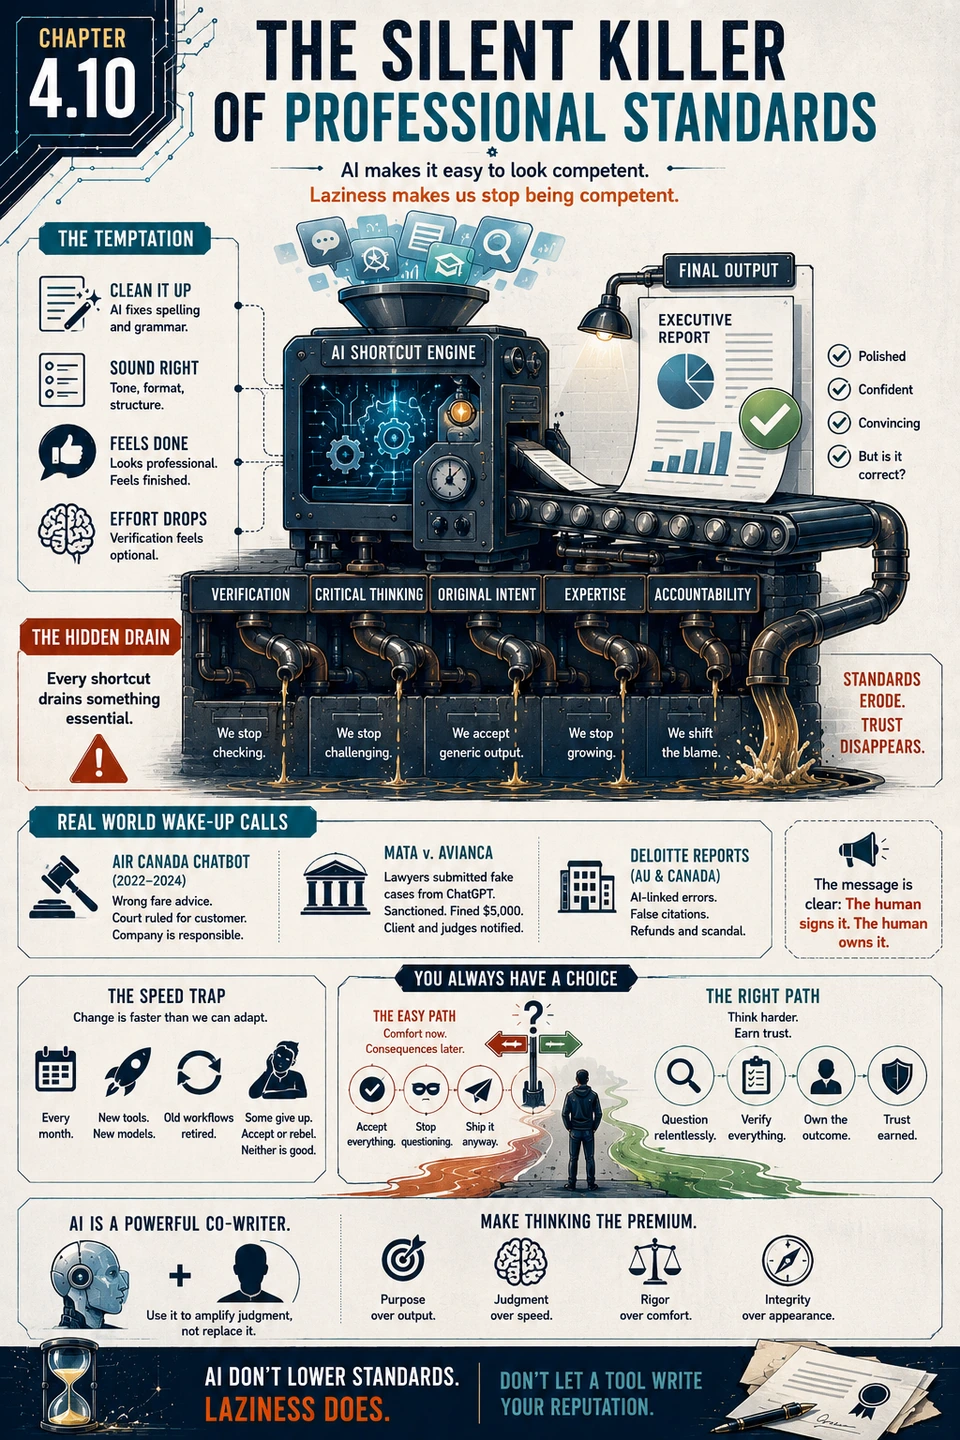 CHAPTER
4.10
THE SILENT KILLER
OF PROFESSIONAL STANDARDS
AI makes it easy to look competent.
Laziness makes us stop being competent.
THE TEMPTATION
CLEAN IT UP
AI fixes spelling
and grammar.
SOUND RIGHT
Tone, format,
structure.
FEELS DONE
Looks professional.
Feels finished.
EFFORT DROPS
Verification feels
optional.
AI SHORTCUT ENGINE
FINAL OUTPUT
EXECUTIVE
REPORT
Polished
Confident
Convincing
But is it
correct?
VERIFICATION
CRITICAL THINKING
ORIGINAL INTENT
EXPERTISE
ACCOUNTABILITY
THE HIDDEN DRAIN
Every shortcut
drains something
essential.
We stop
checking.
We stop
challenging.
We accept
generic output.
We stop
growing.
We shift
the blame.
STANDARDS
ERODE.
TRUST
DISAPPEARS.
REAL WORLD WAKE-UP CALLS
AIR CANADA CHATBOT
(2022–2024)
Wrong fare advice.
Court ruled for customer.
Company is responsible.
MATA v. AVIANCA
Lawyers submitted fake
cases from ChatGPT.
Sanctioned. Fined $5,000.
Client and judges notified.
DELOITTE REPORTS
(AU & CANADA)
AI-linked errors.
False citations.
Refunds and scandal.
The message is
clear: The human
signs it. The human
owns it.
THE SPEED TRAP
Change is faster than we can adapt.
Every
month.
New tools.
New models.
Old workflows
retired.
Some give up.
Accept or rebel.
Neither is good.
YOU ALWAYS HAVE A CHOICE
THE EASY PATH
Comfort now.
Consequences later.
?
Accept
everything.
Stop
questioning.
Ship it
anyway.
THE RIGHT PATH
Think harder.
Earn trust.
Question
relentlessly.
Verify
everything.
Own the
outcome.
Trust
earned.
AI IS A POWERFUL CO-WRITER.
+
Use it to amplify judgment,
not replace it.
MAKE THINKING THE PREMIUM.
Purpose
over output.
Judgment
over speed.
Rigor
over comfort.
Integrity
over appearance.
AI DON'T LOWER STANDARDS.
LAZINESS DOES.
DON'T LET A TOOL WRITE
YOUR REPUTATION.